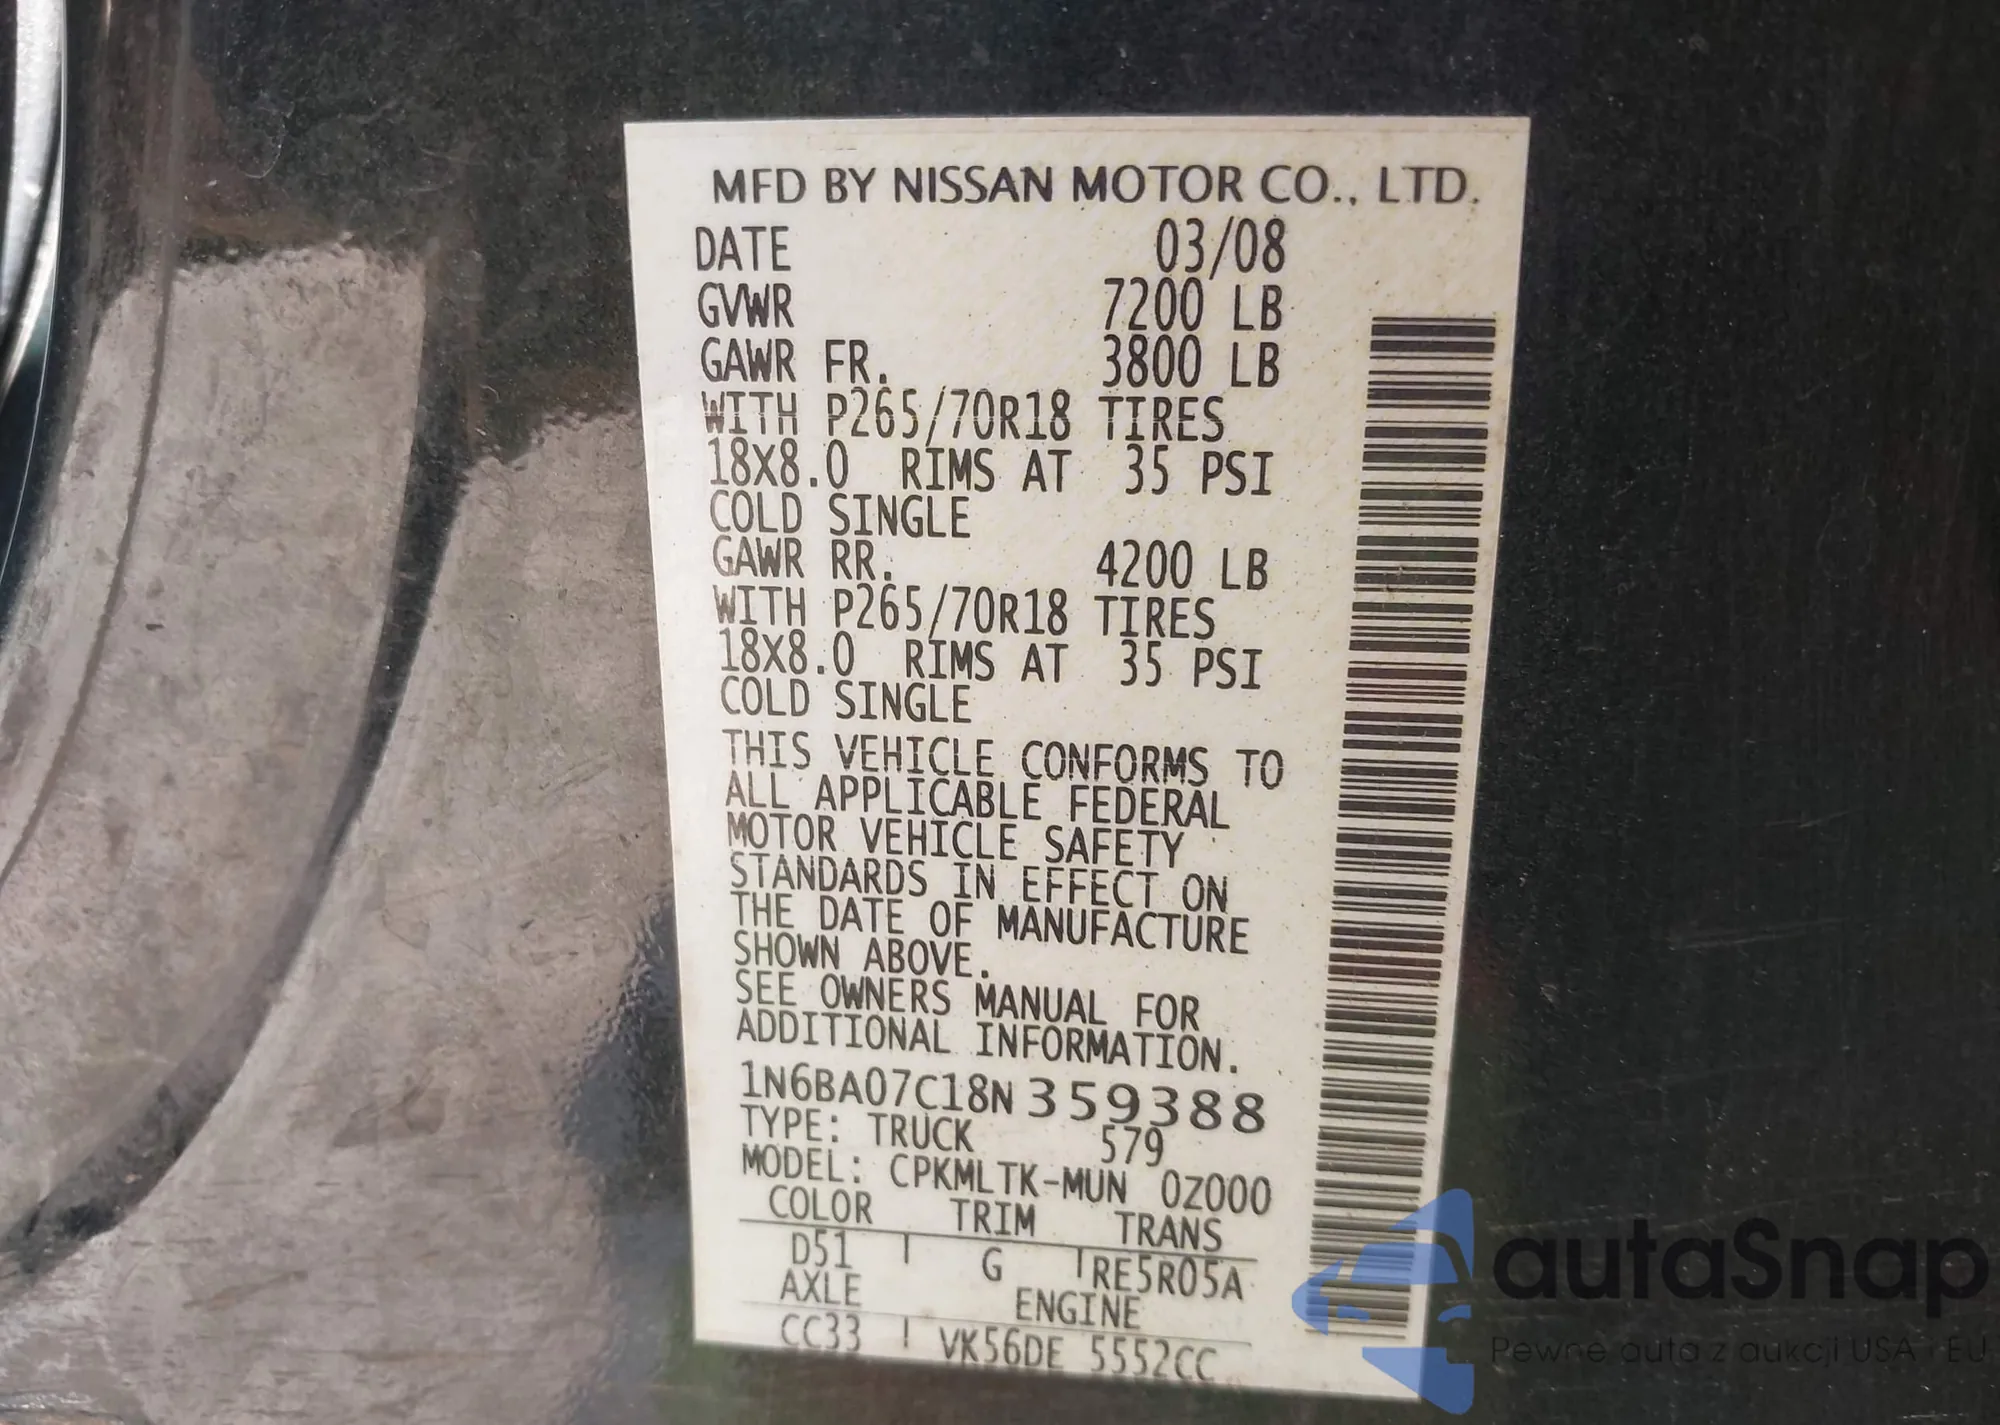 MFD BY NISSAN MOTOR CO., LTD.
DATE 03/08
GVWR 7200 LB
GAWR FR. 3800 LB
WITH P265/70R18 TIRES
18X8.0 RIMS AT 35 PSI
COLD SINGLE
GAWR RR. 4200 LB
WITH P265/70R18 TIRES
18X8.0 RIMS AT 35 PSI
COLD SINGLE
THIS VEHICLE CONFORMS TO
ALL APPLICABLE FEDERAL
MOTOR VEHICLE SAFETY
STANDARDS IN EFFECT ON
THE DATE OF MANUFACTURE
SHOWN ABOVE.
SEE OWNERS MANUAL FOR
ADDITIONAL INFORMATION.
1N6BA07C18N359388
TYPE: TRUCK 579
MODEL: CPKMLTK-MUN 0Z000
COLOR TRIM TRANS
D51 G RE5R05A
AXLE ENGINE
CC33 VK56DE 5552CC
autaSnap
Pewne auta z aukcji USA i EU